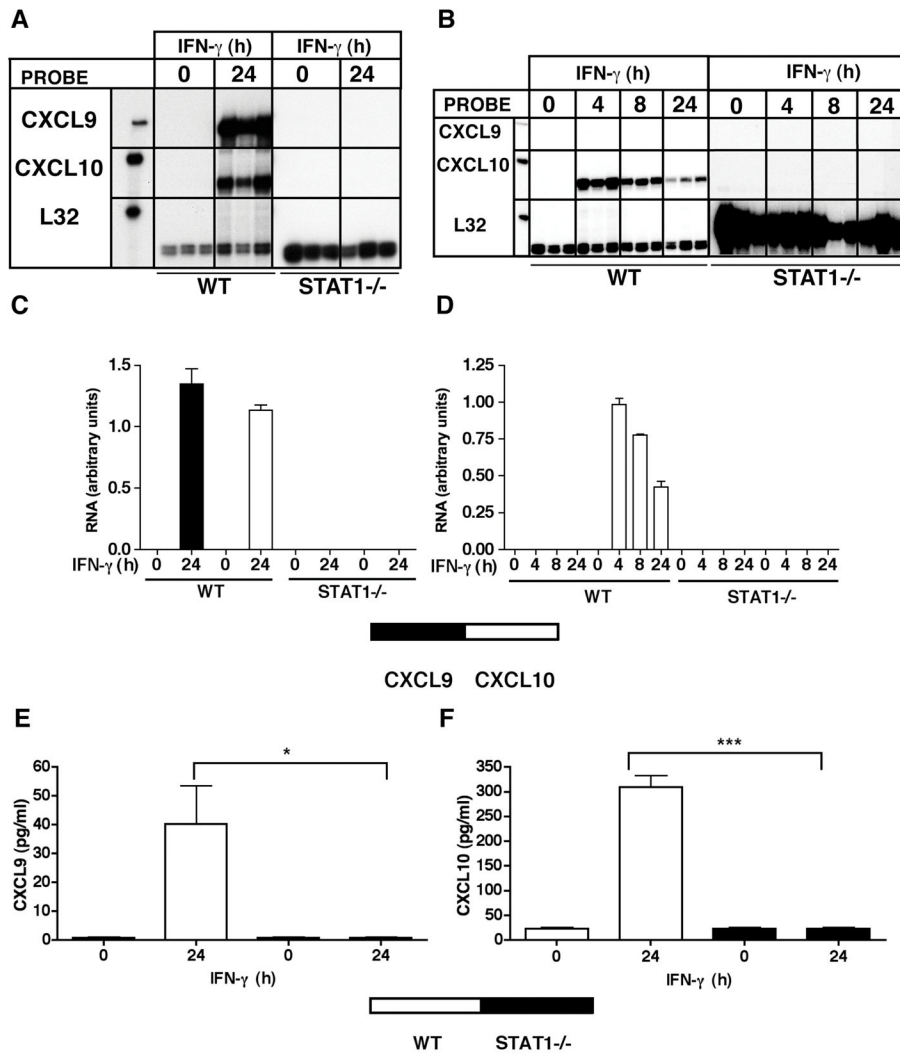 A
IFN-γ (h) IFN-γ (h)
PROBE 0 24 0 24
CXCL9
CXCL10
L32
WT STAT1-/-
B
IFN-γ (h) IFN-γ (h)
PROBE 0 4 8 24 0 4 8 24
CXCL9
CXCL10
L32
WT STAT1-/-
C
RNA (arbitrary units)
1.5
1.0
0.5
0.0
IFN-γ (h) 0 24 0 24 0 24 0 24
WT STAT1-/-
D
RNA (arbitrary units)
1.00
0.75
0.50
0.25
0.00
1.25
IFN-γ (h) 0 4 8 24 0 4 8 24 0 4 8 24 0 4 8 24
WT STAT1-/-
CXCL9 CXCL10
E
*
CXCL9 (pg/ml)
60
50
40
30
20
10
0
0 24 0 24
IFN-γ (h)
F
***
CXCL10 (pg/ml)
350
300
250
200
150
100
50
0
0 24 0 24
IFN-γ (h)
WT STAT1-/-